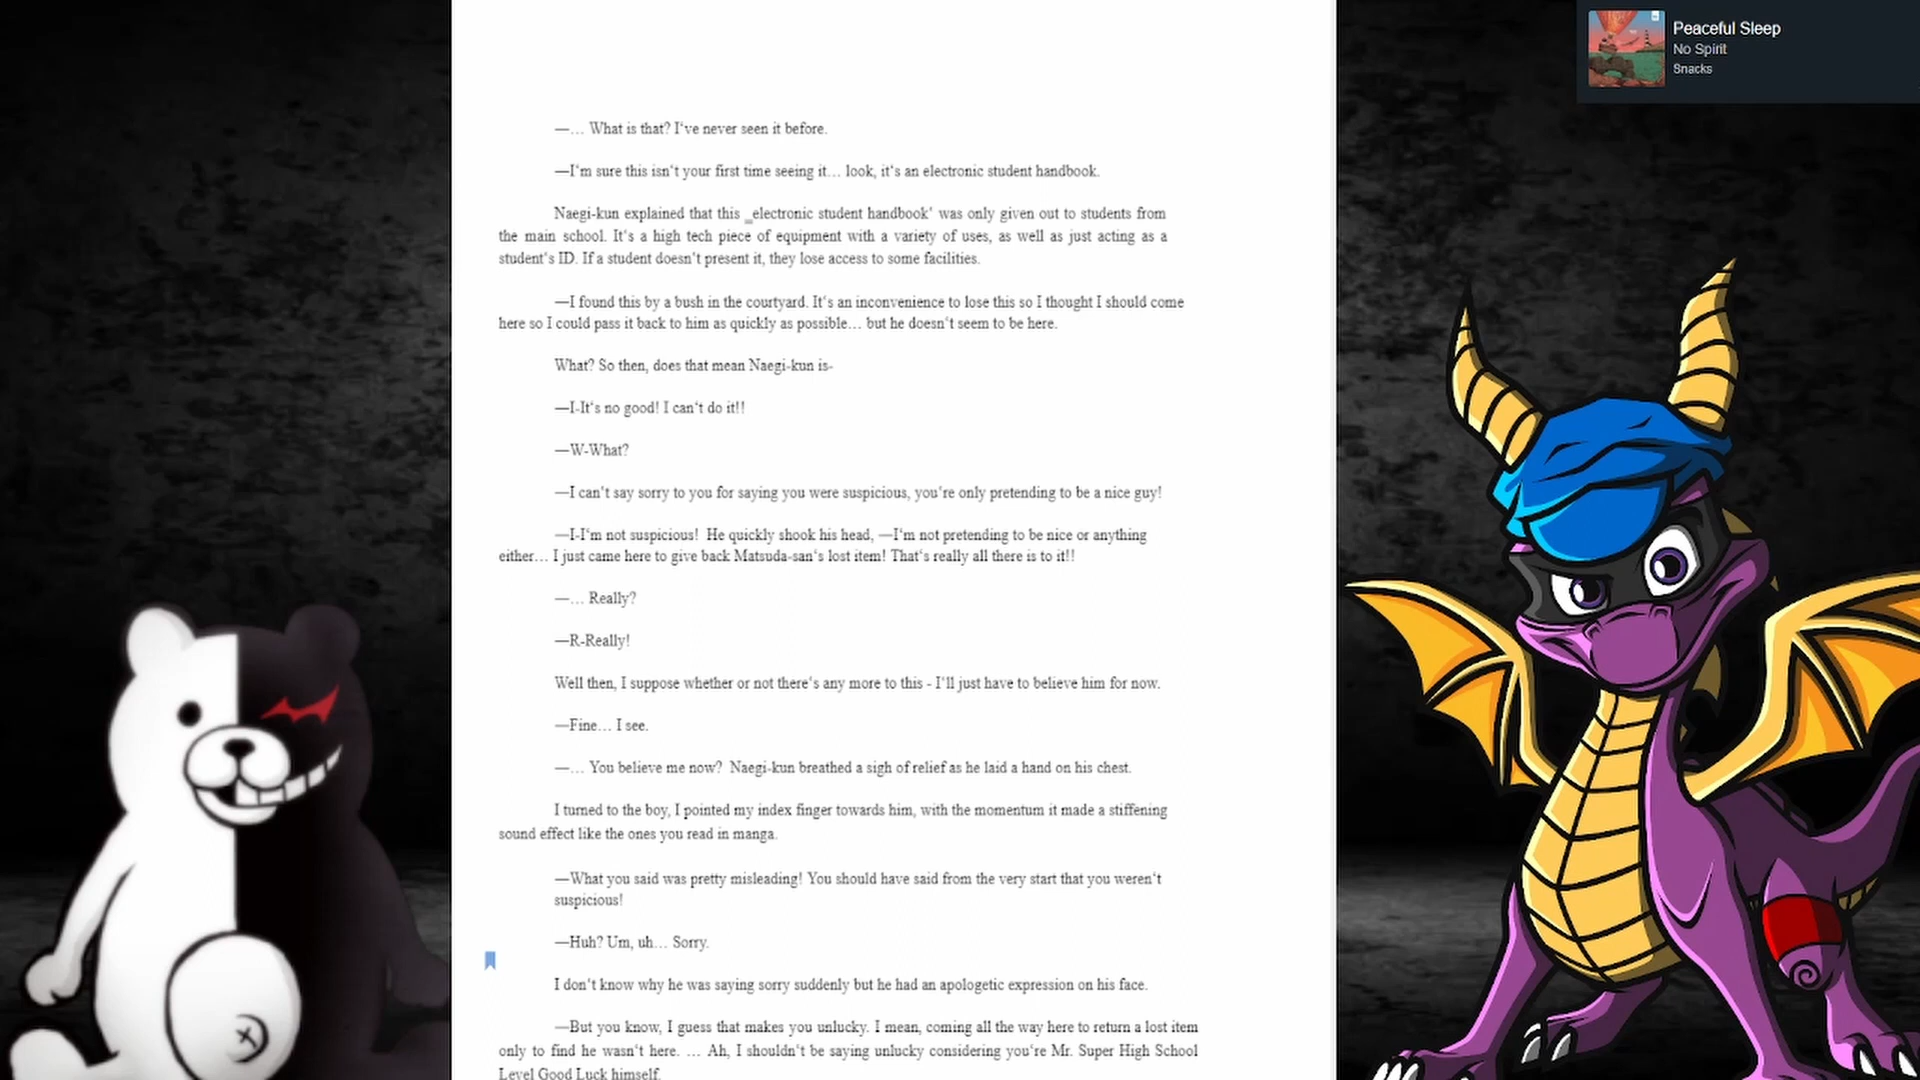 Peaceful Sleep
No Spirit
Snacks
—… What is that? I‘ve never seen it before.
—I‘m sure this isn‘t your first time seeing it… look, it‘s an electronic student handbook.
Naegi-kun explained that this ‗electronic student handbook‘ was only given out to students from
the main school. It‘s a high tech piece of equipment with a variety of uses, as well as just acting as a
student‘s ID. If a student doesn‘t present it, they lose access to some facilities.
—I found this by a bush in the courtyard. It‘s an inconvenience to lose this so I thought I should come
here so I could pass it back to him as quickly as possible… but he doesn‘t seem to be here.
What? So then, does that mean Naegi-kun is-
—I-It‘s no good! I can‘t do it!!
—W-What?
—I can‘t say sorry to you for saying you were suspicious, you‘re only pretending to be a nice guy!
—I-I‘m not suspicious! He quickly shook his head, —I‘m not pretending to be nice or anything
either… I just came here to give back Matsuda-san‘s lost item! That‘s really all there is to it!!
—… Really?
—R-Really!
Well then, I suppose whether or not there‘s any more to this - I‘ll just have to believe him for now.
—Fine… I see.
—… You believe me now? Naegi-kun breathed a sigh of relief as he laid a hand on his chest.
I turned to the boy, I pointed my index finger towards him, with the momentum it made a stiffening
sound effect like the ones you read in manga.
—What you said was pretty misleading! You should have said from the very start that you weren‘t
suspicious!
—Huh? Um, uh… Sorry.
I don‘t know why he was saying sorry suddenly but he had an apologetic expression on his face.
—But you know, I guess that makes you unlucky. I mean, coming all the way here to return a lost item
only to find he wasn‘t here. … Ah, I shouldn‘t be saying unlucky considering you‘re Mr. Super High School
Level Good Luck himself.